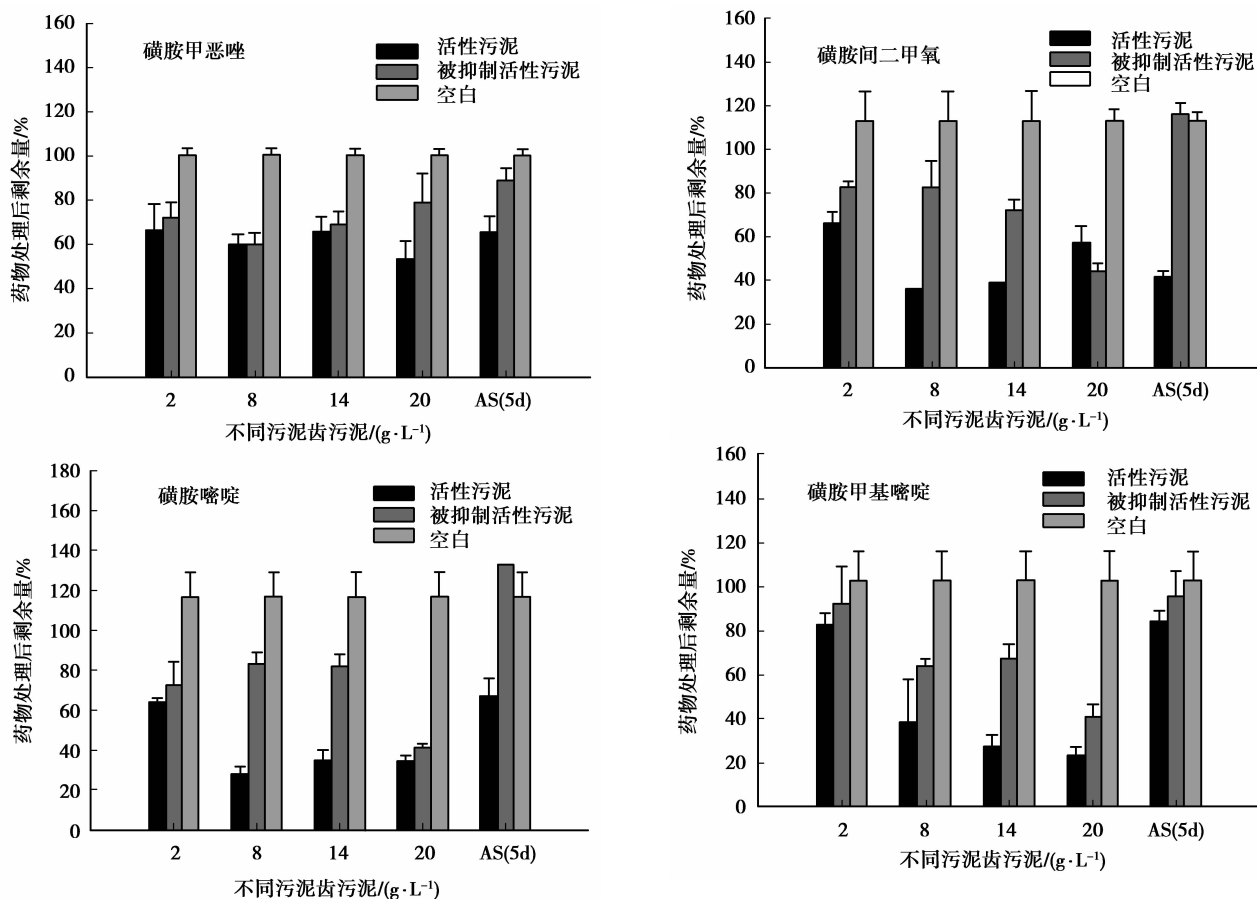 磺胺甲恶唑
活性污泥
被抑制活性污泥
空白
药物处理后剩余量/%
160
140
120
100
80
60
40
20
0
2 8 14 20 AS(5d)
不同污泥齿污泥/(g·L⁻¹)
磺胺间二甲氧
活性污泥
被抑制活性污泥
空白
药物处理后剩余量/%
160
140
120
100
80
60
40
20
0
2 8 14 20 AS(5d)
不同污泥齿污泥/(g·L⁻¹)
磺胺嘧啶
活性污泥
被抑制活性污泥
空白
药物处理后剩余量/%
180
160
140
120
100
80
60
40
20
0
2 8 14 20 AS(5d)
不同污泥齿污泥/(g·L⁻¹)
磺胺甲基嘧啶
活性污泥
被抑制活性污泥
空白
药物处理后剩余量/%
160
140
120
100
80
60
40
20
0
2 8 14 20 AS(5d)
不同污泥齿污泥/(g·L⁻¹)